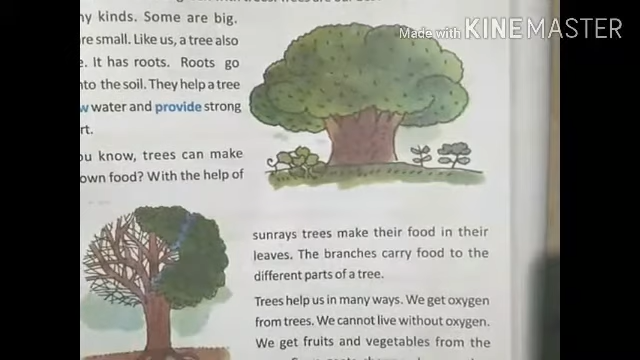 ny kinds. Some are big.
re small. Like us, a tree also
e. It has roots. Roots go
nto the soil. They help a tree
w water and provide strong
rt.
ou know, trees can make
own food? With the help of
sunrays trees make their food in their
leaves. The branches carry food to the
different parts of a tree.
Trees help us in many ways. We get oxygen
from trees. We cannot live without oxygen.
We get fruits and vegetables from the
Made with KINEMASTER